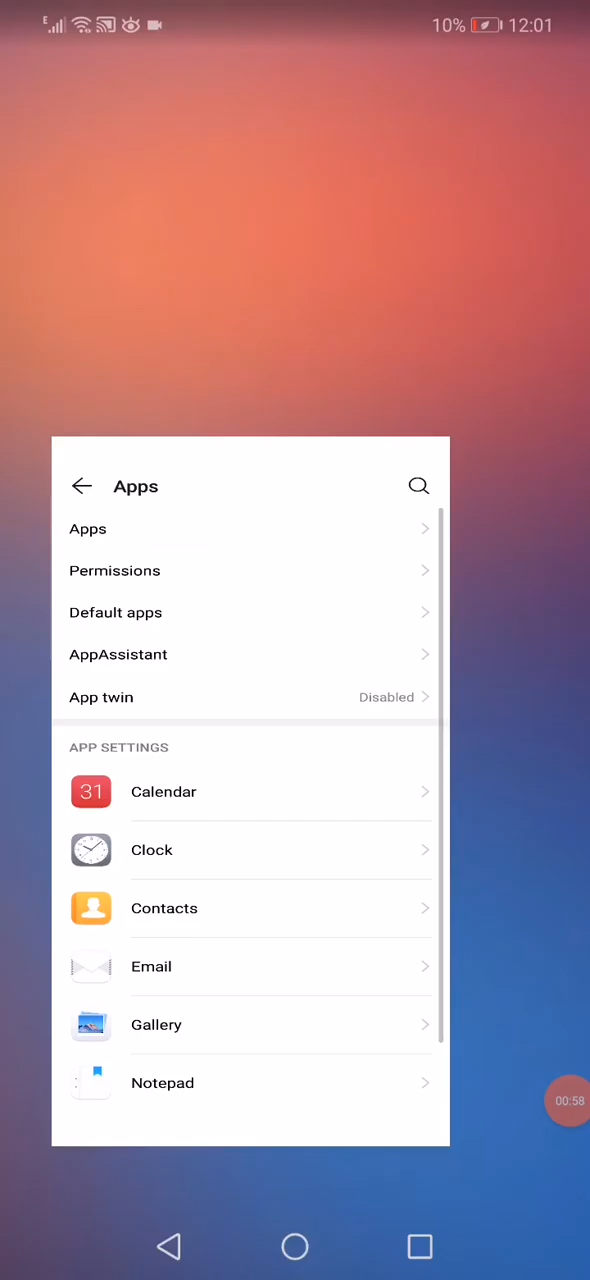 E 10% 12:01
Apps
Apps
Permissions
Default apps
AppAssistant
App twin Disabled
APP SETTINGS
31 Calendar
Clock
Contacts
Email
Gallery
Notepad
00:58